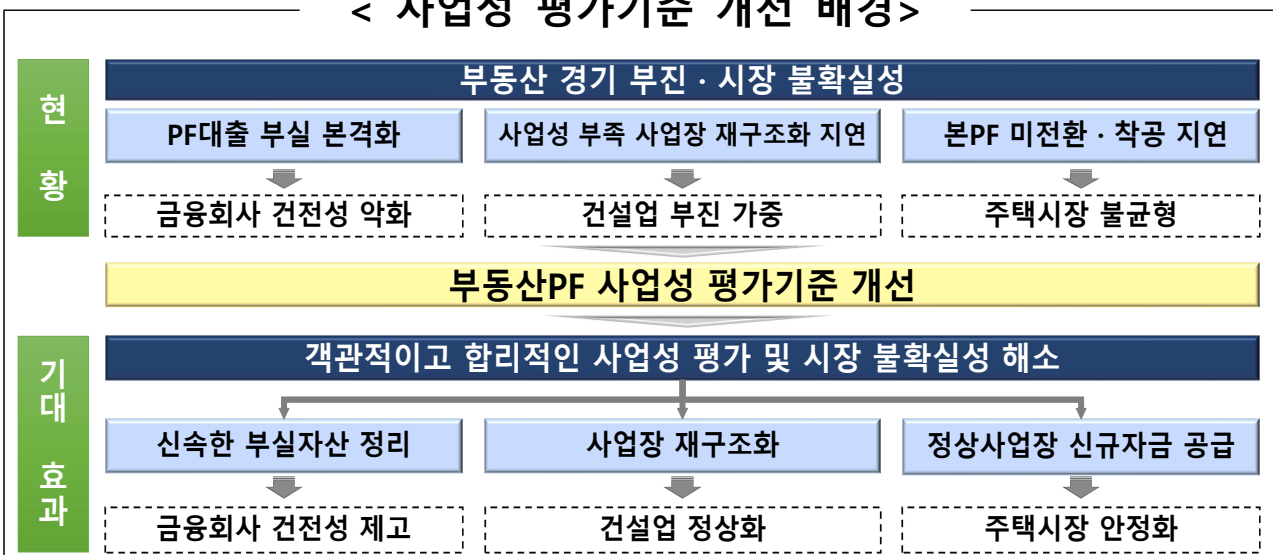 < 사업성 평가기준 개선 배경>
현 황
부동산 경기 부진 · 시장 불확실성
PF대출 부실 본격화
사업성 부족 사업장 재구조화 지연
본PF 미전환 · 착공 지연
금융회사 건전성 악화
건설업 부진 가중
주택시장 불균형
부동산PF 사업성 평가기준 개선
기대 효과
객관적이고 합리적인 사업성 평가 및 시장 불확실성 해소
신속한 부실자산 정리
사업장 재구조화
정상사업장 신규자금 공급
금융회사 건전성 제고
건설업 정상화
주택시장 안정화